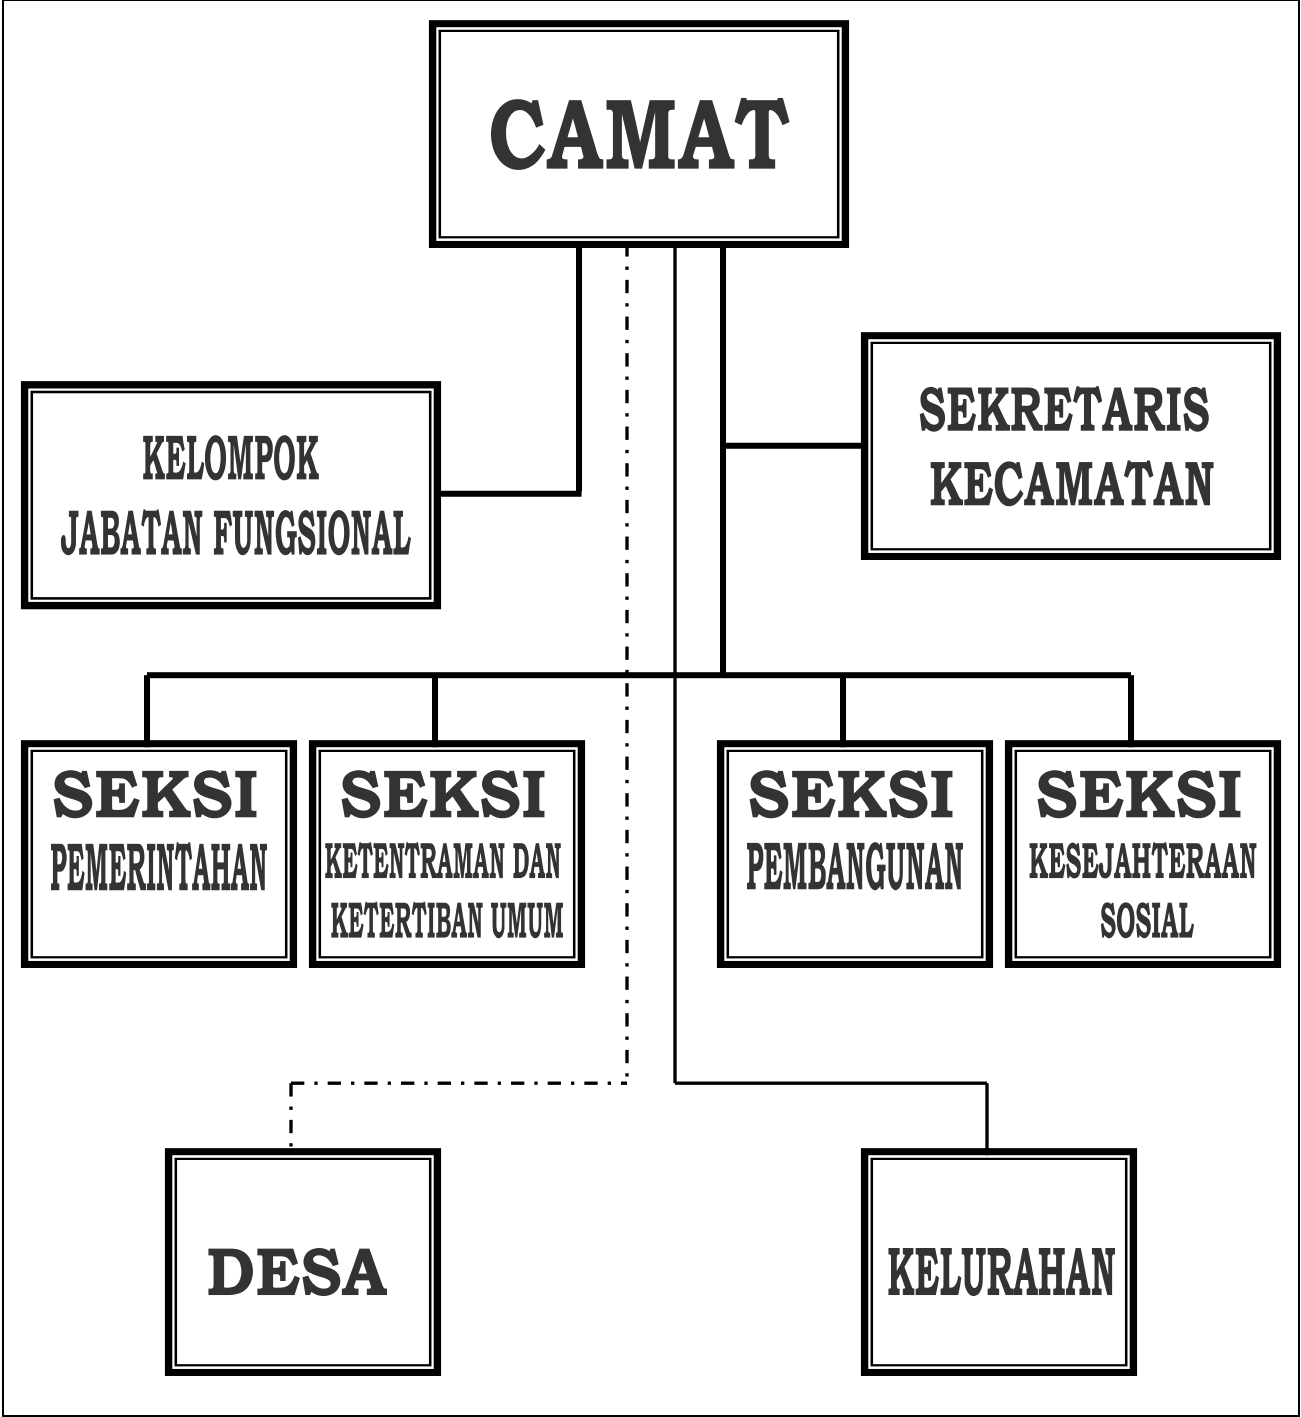 CAMAT
SEKRETARIS
KECAMATAN
KELOMPOK
JABATAN FUNGSIONAL
SEKSI
PEMERINTAHAN
SEKSI
KETENTRAMAN DAN
KETERTIBAN UMUM
SEKSI
PEMBANGUNAN
SEKSI
KESEJAHTERAAN
SOSIAL
DESA
KELURAHAN